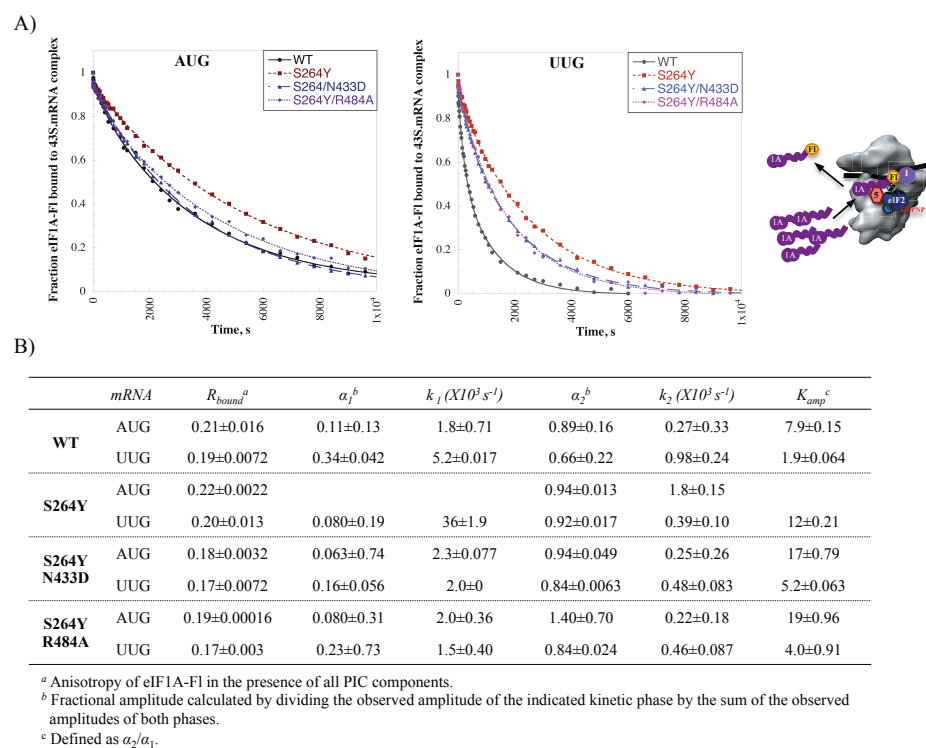 A)
AUG
WT
S264Y
S264/N433D
S264Y/R484A
Fraction eIF1A-Fl bound to 43S.mRNA complex
1
0.8
0.6
0.4
0.2
0
0 2000 4000 6000 8000 1x10⁴
Time, s
UUG
WT
S264Y
S264Y/N433D
S264Y/R484A
Fraction eIF1A-Fl bound to 43S.mRNA complex
1
0.8
0.6
0.4
0.2
0
0 2000 4000 6000 8000 1x10⁴
Time, s
1A Fl
Fl 1
1A 5 eIF2
1A 1A
1A 1A
1A
B)
mRNA R_bound^a α_1^b k_1 (X10³ s⁻¹) α_2^b k_2 (X10³ s⁻¹) K_amp^c
WT AUG 0.21±0.016 0.11±0.13 1.8±0.71 0.89±0.16 0.27±0.33 7.9±0.15
UUG 0.19±0.0072 0.34±0.042 5.2±0.017 0.66±0.22 0.98±0.24 1.9±0.064
S264Y AUG 0.22±0.0022 0.94±0.013 1.8±0.15
UUG 0.20±0.013 0.080±0.19 36±1.9 0.92±0.017 0.39±0.10 12±0.21
S264Y N433D AUG 0.18±0.0032 0.063±0.74 2.3±0.077 0.94±0.049 0.25±0.26 17±0.79
UUG 0.17±0.0072 0.16±0.056 2.0±0 0.84±0.0063 0.48±0.083 5.2±0.063
S264Y R484A AUG 0.19±0.00016 0.080±0.31 2.0±0.36 1.40±0.70 0.22±0.18 19±0.96
UUG 0.17±0.003 0.23±0.73 1.5±0.40 0.84±0.024 0.46±0.087 4.0±0.91
a Anisotropy of eIF1A-Fl in the presence of all PIC components.
b Fractional amplitude calculated by dividing the observed amplitude of the indicated kinetic phase by the sum of the observed
amplitudes of both phases.
c Defined as α₂/α₁.